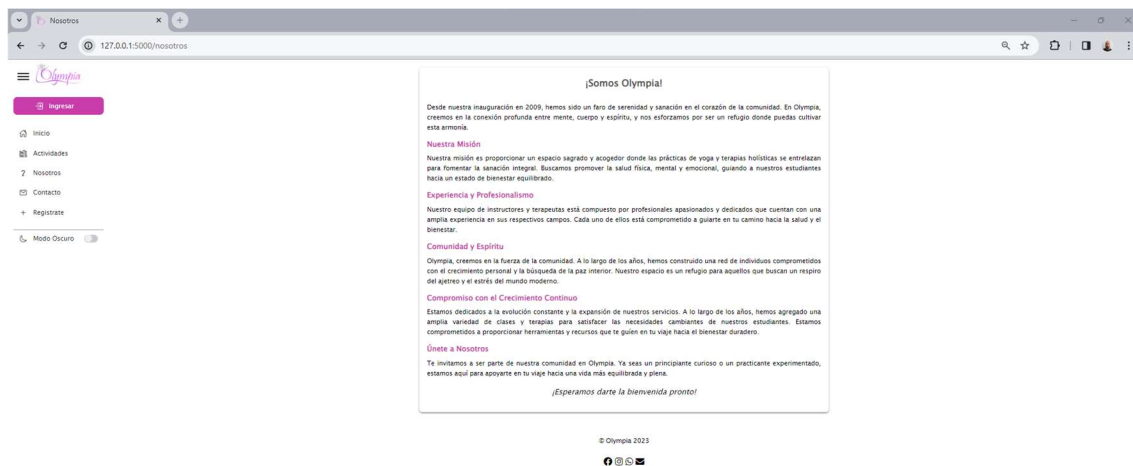 Nosotros
127.0.0.1:5000/nosotros
Olympia
Ingresar
Inicio
Actividades
? Nosotros
Contacto
+ Registrate
Modo Oscuro
¡Somos Olympia!
Desde nuestra inauguración en 2009, hemos sido un faro de serenidad y sanación en el corazón de la comunidad. En Olympia,
creemos en la conexión profunda entre mente, cuerpo y espíritu, y nos esforzamos por ser un refugio donde puedas cultivar
esta armonía.
Nuestra Misión
Nuestra misión es proporcionar un espacio sagrado y acogedor donde las prácticas de yoga y terapias holísticas se entrelazan
para fomentar la sanación integral. Buscamos promover la salud física, mental y emocional, guiando a nuestros estudiantes
hacia un estado de bienestar equilibrado.
Experiencia y Profesionalismo
Nuestro equipo de instructores y terapeutas está compuesto por profesionales apasionados y dedicados que cuentan con una
amplia experiencia en sus respectivos campos. Cada uno de ellos está comprometido a guiarte en tu camino hacia la salud y el
bienestar.
Comunidad y Espíritu
Olympia, creemos en la fuerza de la comunidad. A lo largo de los años, hemos construido una red de individuos comprometidos
con el crecimiento personal y la búsqueda de la paz interior. Nuestro espacio es un refugio para aquellos que buscan un respiro
del ajetreo y el estrés del mundo moderno.
Compromiso con el Crecimiento Continuo
Estamos dedicados a la evolución constante y la expansión de nuestros servicios. A lo largo de los años, hemos agregado una
amplia variedad de clases y terapias para satisfacer las necesidades cambiantes de nuestros estudiantes. Estamos
comprometidos a proporcionar herramientas y recursos que te guíen en tu viaje hacia el bienestar duradero.
Únete a Nosotros
Te invitamos a ser parte de nuestra comunidad en Olympia. Ya seas un principiante curioso o un practicante experimentado,
estamos aquí para apoyarte en tu viaje hacia una vida más equilibrada y plena.
¡Esperamos darte la bienvenida pronto!
© Olympia 2023